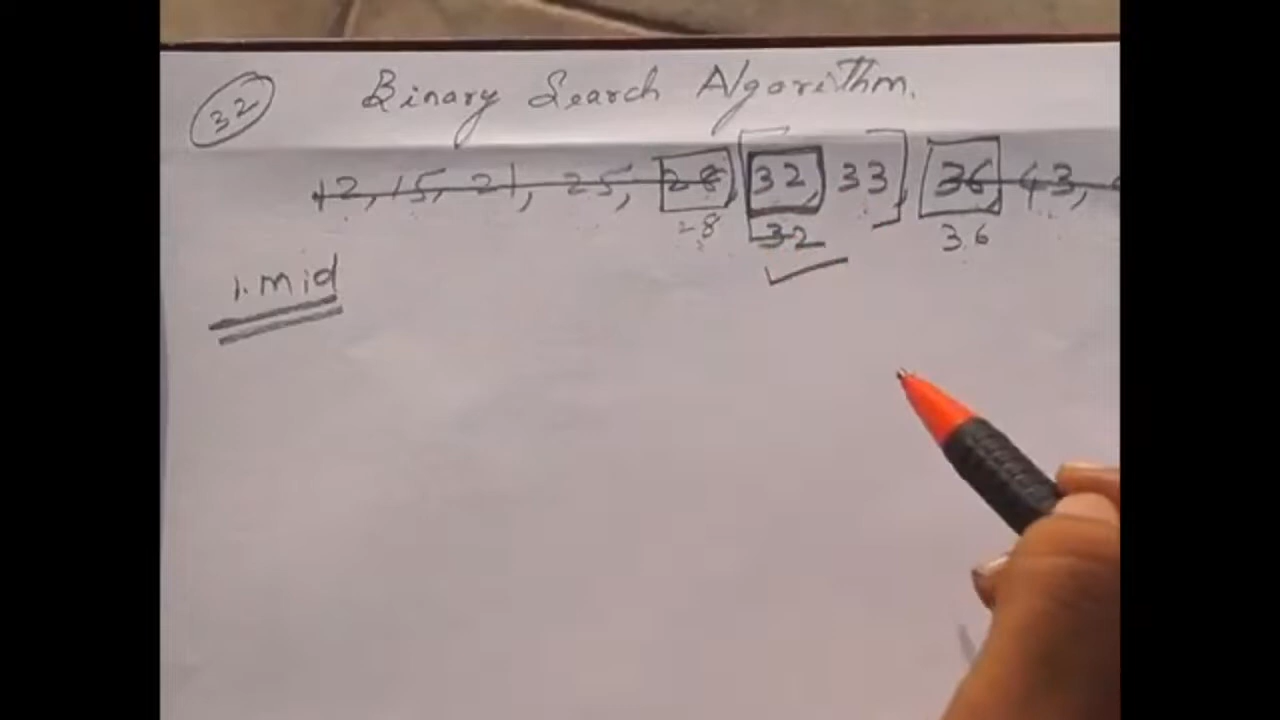 32
Binary Search Algorithm.
12, 15, 21, 25, 28, 32, 33, 36, 43,
28 32 36
1. mid